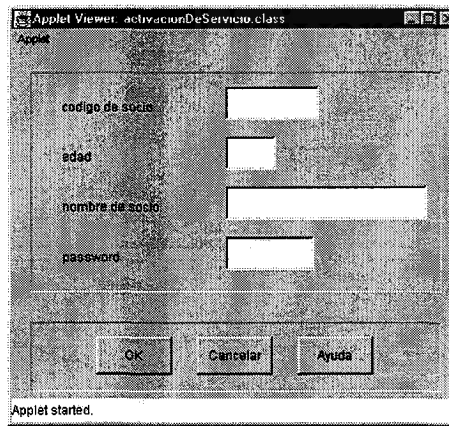 Applet Viewer: activacionDeServicio.class
Applet
codigo de socio
edad
nombre de socio
password
OK Cancelar Ayuda
Applet started.